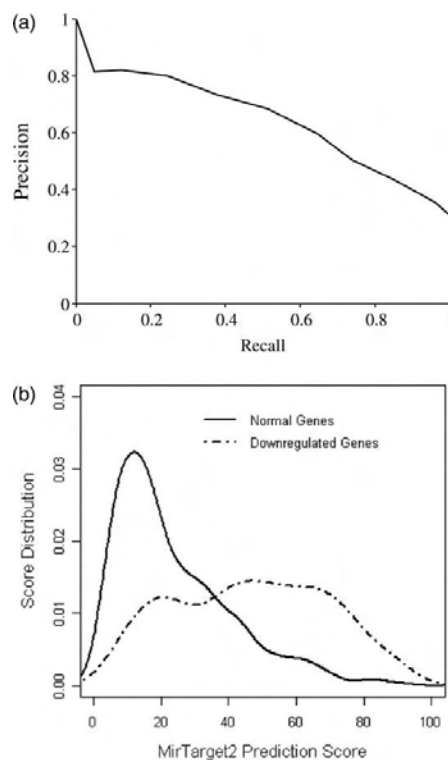 (a)
1
0.8
0.6
0.4
0.2
0
Precision
0 0.2 0.4 0.6 0.8
Recall
(b)
0.04
0.03
0.02
0.01
0.00
Score Distribution
Normal Genes
Downregulated Genes
0 20 40 60 80 100
MirTarget2 Prediction Score